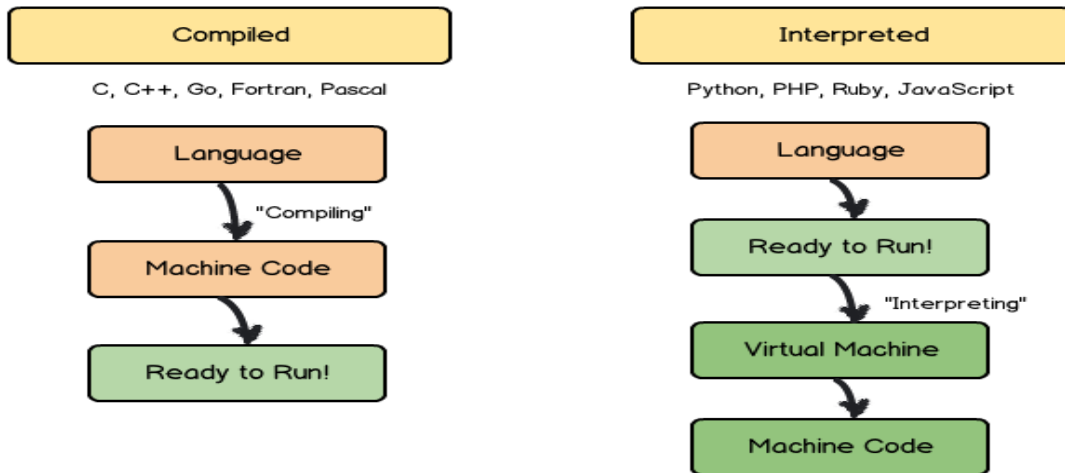 Compiled
C, C++, Go, Fortran, Pascal
Language
"Compiling"
Machine Code
Ready to Run!
Interpreted
Python, PHP, Ruby, JavaScript
Language
Ready to Run!
"Interpreting"
Virtual Machine
Machine Code